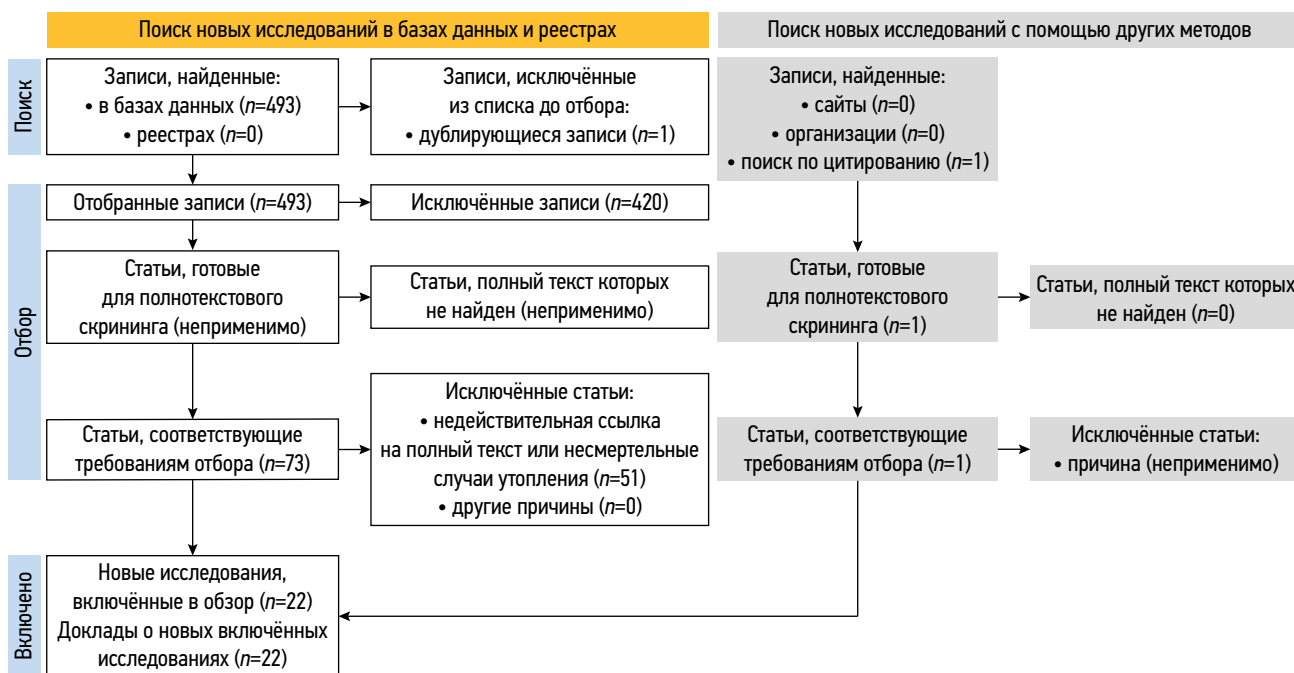 Поиск новых исследований в базах данных и реестрах
Поиск новых исследований с помощью других методов
Поиск
Записи, найденные:
• в базах данных (n=493)
• реестрах (n=0)
Записи, исключённые
из списка до отбора:
• дублирующиеся записи (n=1)
Записи, найденные:
• сайты (n=0)
• организации (n=0)
• поиск по цитированию (n=1)
Отбор
Отобранные записи (n=493)
Исключённые записи (n=420)
Статьи, готовые
для полнотекстового
скрининга (неприменимо)
Статьи, полный текст которых
не найден (неприменимо)
Статьи, готовые
для полнотекстового
скрининга (n=1)
Статьи, полный текст которых
не найден (n=0)
Статьи, соответствующие
требованиям отбора (n=73)
Исключённые статьи:
• недействительная ссылка
на полный текст или несмертельные
случаи утопления (n=51)
• другие причины (n=0)
Статьи, соответствующие
требованиям отбора (n=1)
Исключённые статьи:
• причина (неприменимо)
Включено
Новые исследования,
включённые в обзор (n=22)
Доклады о новых включённых
исследованиях (n=22)